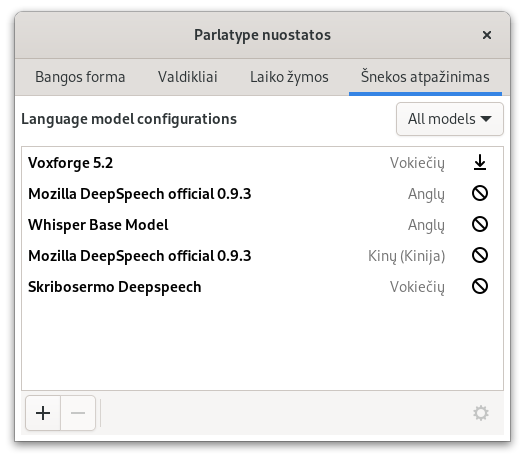 Parlatype nuostatos
Bangos forma Valdikliai Laiko žymos Šnekos atpažinimas
Language model configurations All models
Voxforge 5.2 Vokiečių
Mozilla DeepSpeech official 0.9.3 Anglų
Whisper Base Model Anglų
Mozilla DeepSpeech official 0.9.3 Kinų (Kinija)
Skribosermo Deepspeech Vokiečių